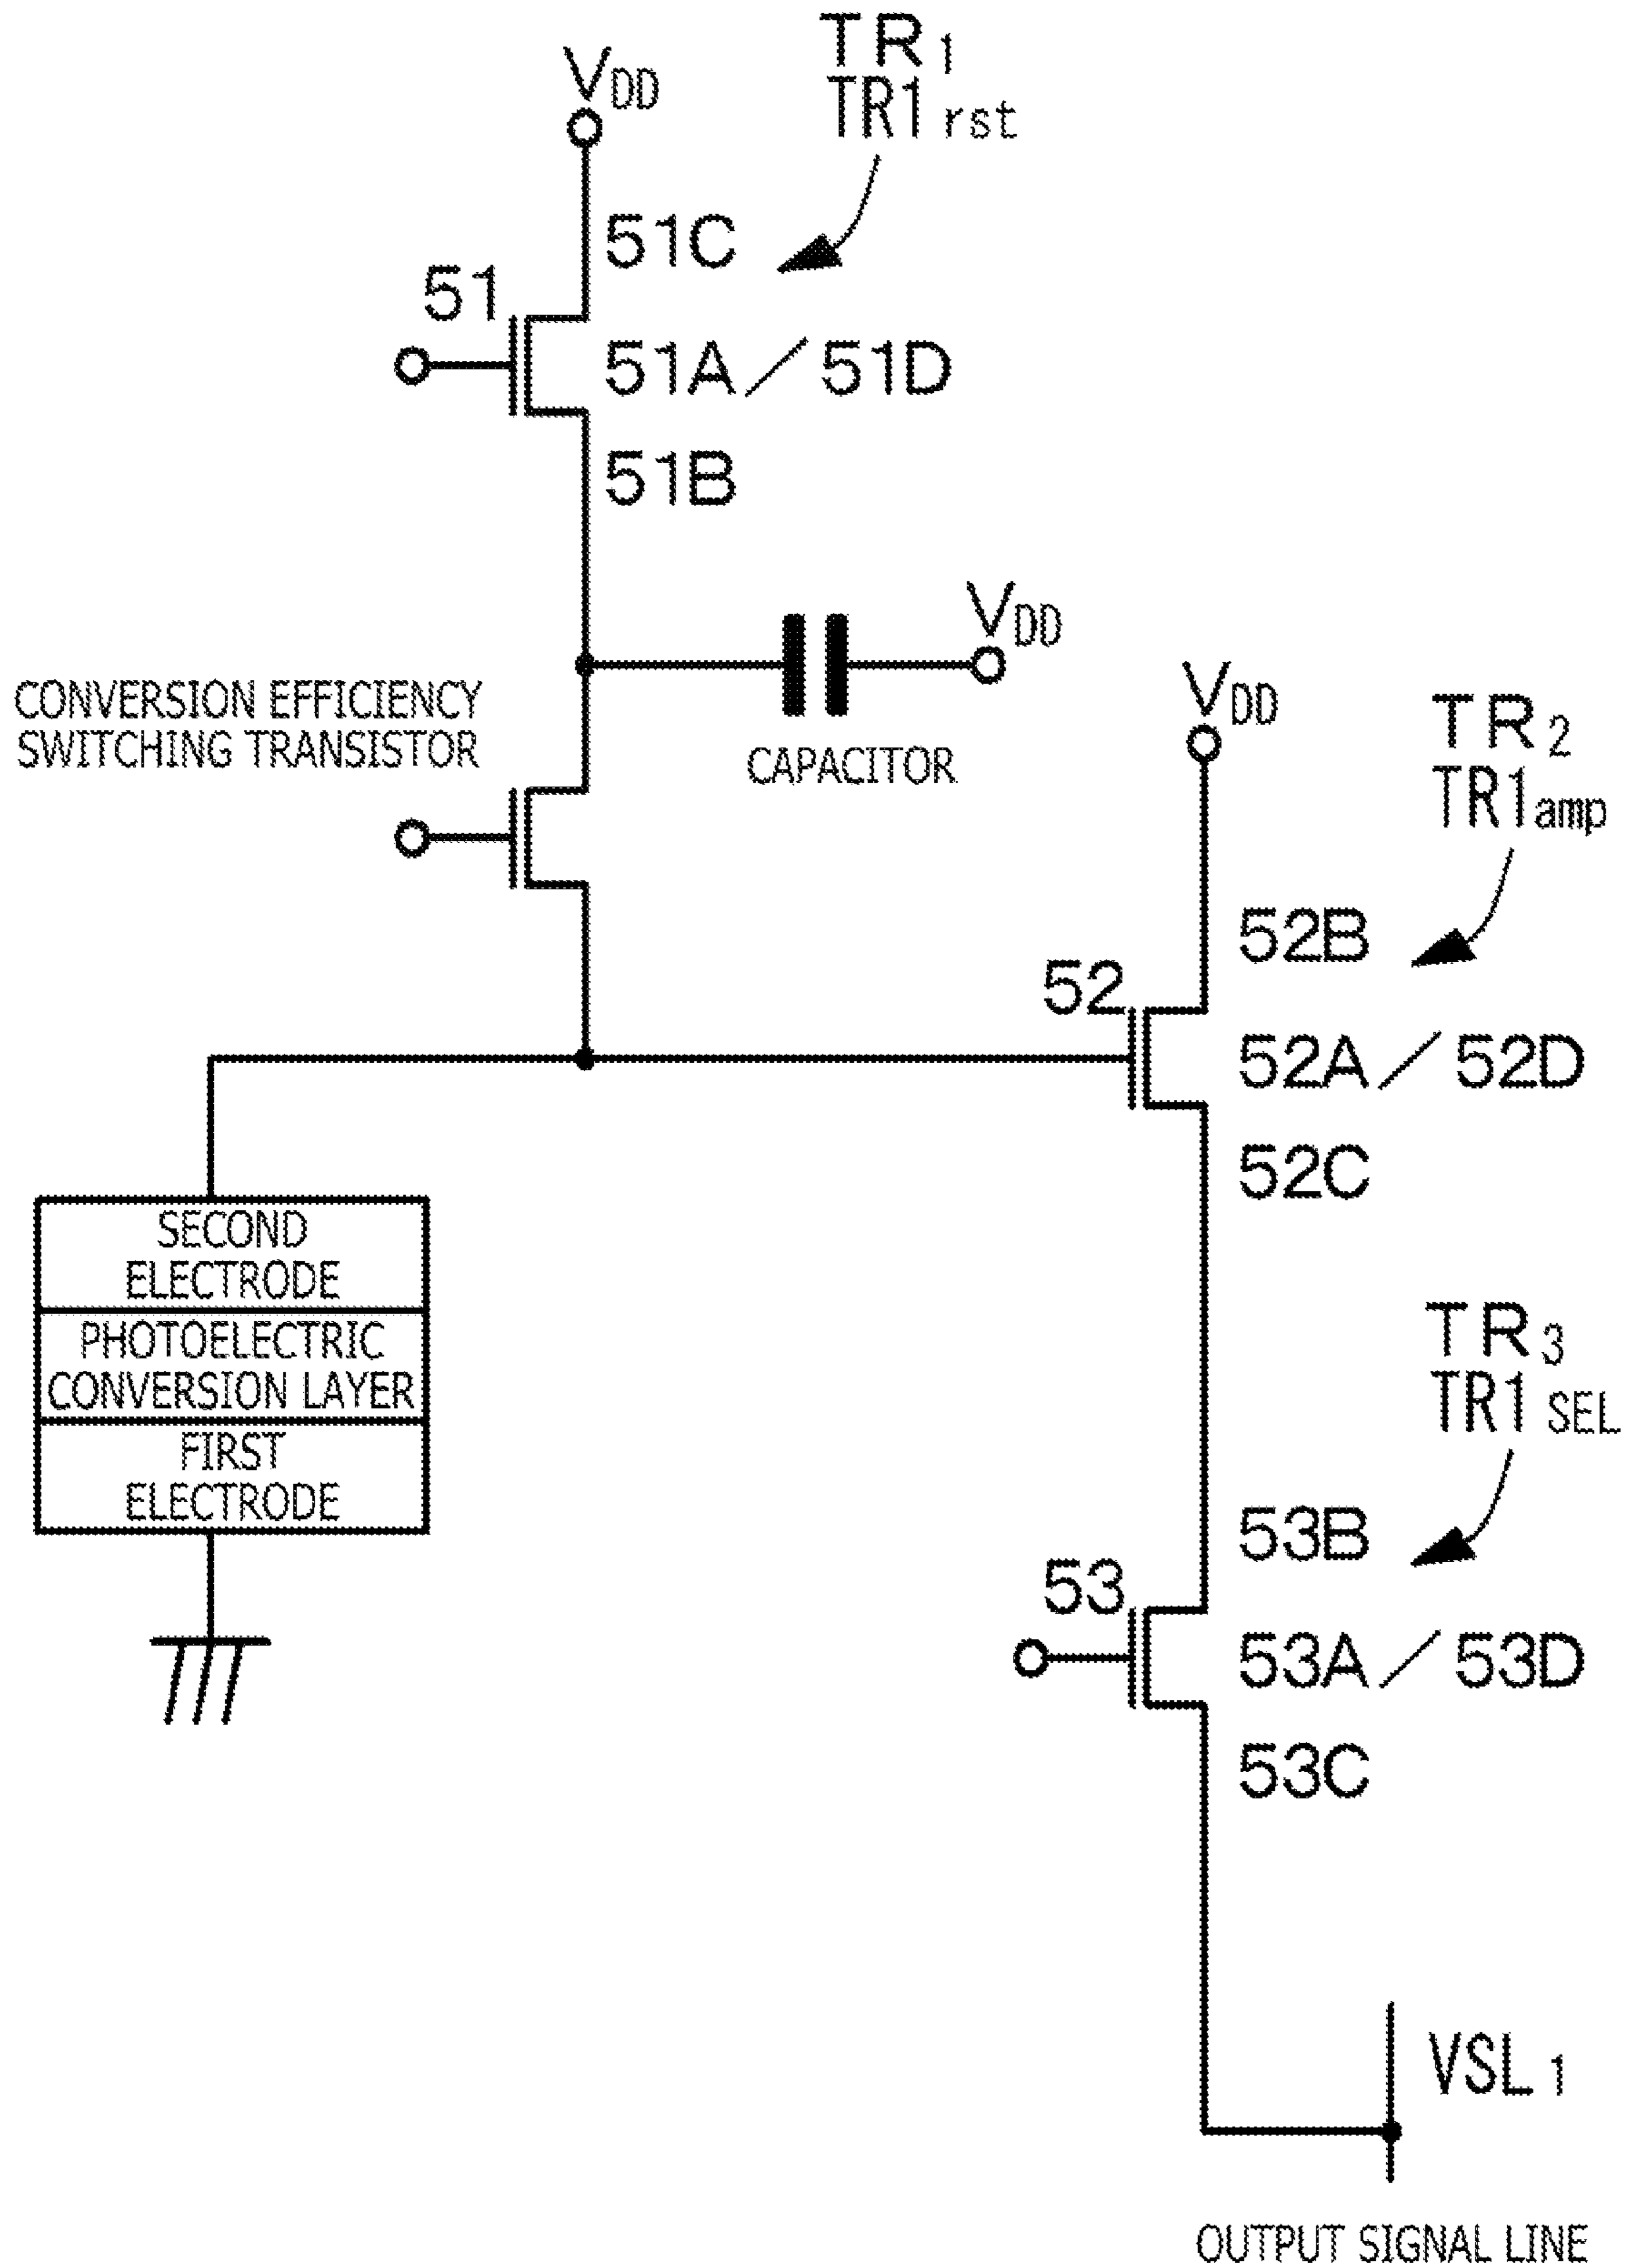 TR1
TR1rst
VDD
51C
51
51A/51D
51B
VDD
CONVERSION EFFICIENCY
SWITCHING TRANSISTOR
CAPACITOR
VDD
TR2
TR1amp
52B
52
52A/52D
52C
SECOND
ELECTRODE
PHOTOELECTRIC
CONVERSION LAYER
FIRST
ELECTRODE
TR3
TR1SEL
53B
53
53A/53D
53C
VSL1
OUTPUT SIGNAL LINE